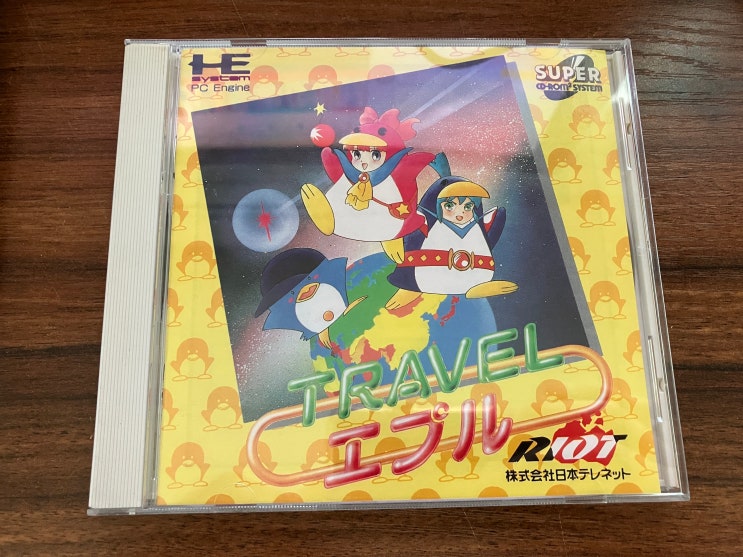 HE
SYSTEM
PC Engine
SUPER
CD-ROM² SYSTEM
TRAVEL
エプル
RIOT
株式会社日本テレネット